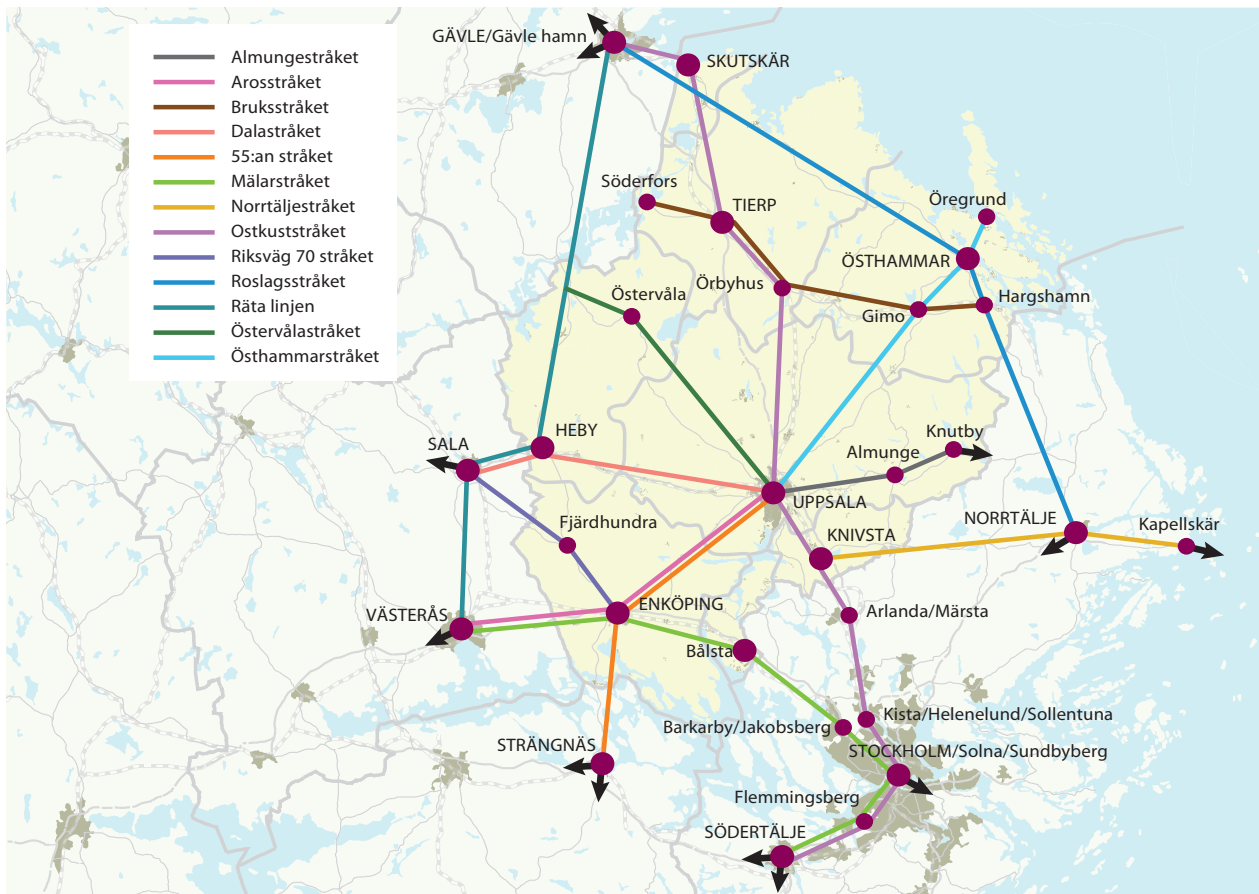 GÄVLE/Gävle hamn
SKUTSKÄR
Almungestråket
Arosstråket
Bruksstråket
Dalastråket
55:an stråket
Mälarstråket
Norrtäljestråket
Ostkuststråket
Riksväg 70 stråket
Roslagsstråket
Räta linjen
Östervålastråket
Östhammarstråket
Söderfors
TIERP
Öregrund
ÖSTHAMMAR
Örbyhus
Östervåla
Hargshamn
Gimo
HEBY
SALA
Knutby
Almunge
UPPSALA
Fjärdhundra
KNIVSTA
NORRTÄLJE
Kapellskär
ENKÖPING
VÄSTERÅS
Arlanda/Märsta
Bålsta
Kista/Helenelund/Sollentuna
Barkarby/Jakobsberg
STRÄNGNÄS
STOCKHOLM/Solna/Sundbyberg
Flemmingsberg
SÖDERTÄLJE